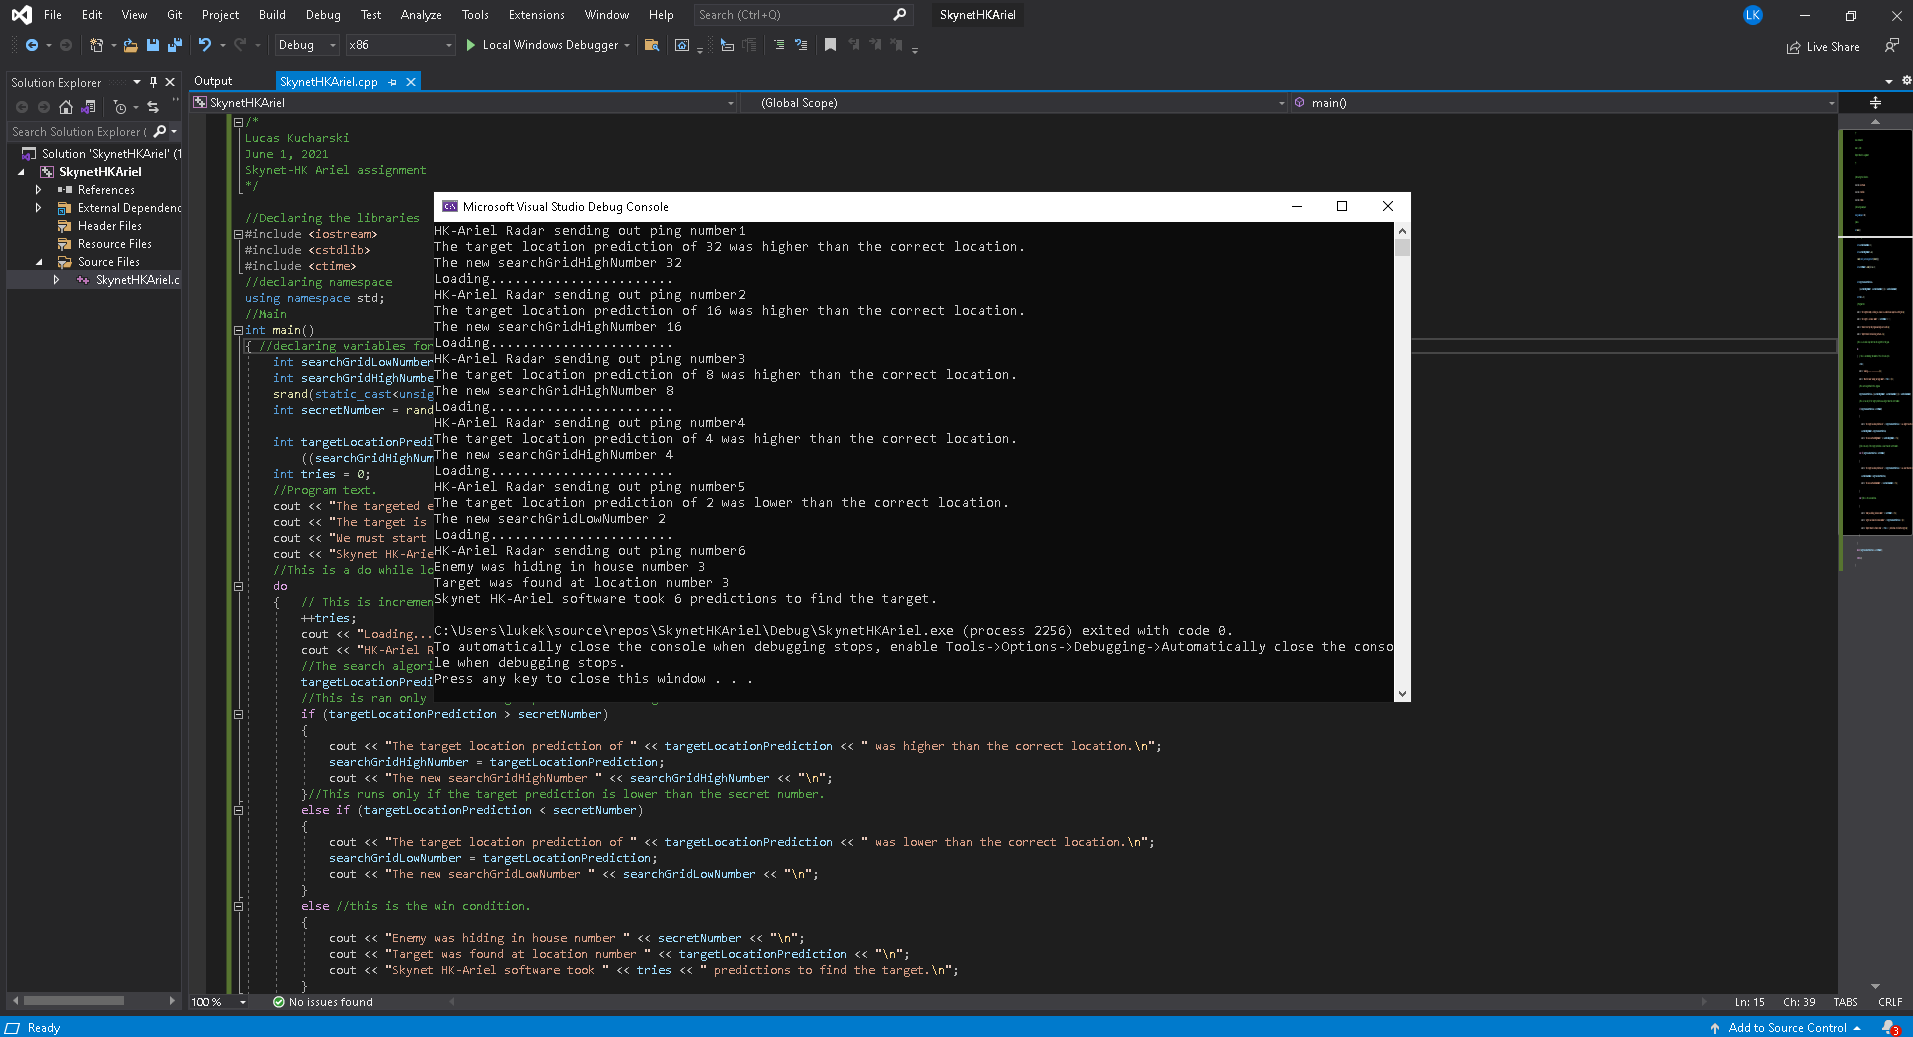 File Edit View Git Project Build Debug Test Analyze Tools Extensions Window Help Search (Ctrl+Q) SkynetHKAriel LK
Debug x86 Local Windows Debugger Live Share
Solution Explorer
Search Solution Explorer (
Solution 'SkynetHKAriel' (1
SkynetHKAriel
References
External Dependenc
Header Files
Resource Files
Source Files
SkynetHKAriel.c
Output SkynetHKAriel.cpp
SkynetHKAriel (Global Scope) main()
/*
Lucas Kucharski
June 1, 2021
Skynet-HK Ariel assignment
*/
//Declaring the libraries
#include <iostream>
#include <cstdlib>
#include <ctime>
//declaring namespace
using namespace std;
//Main
int main()
{ //declaring variables for
int searchGridLowNumber
int searchGridHighNumbe
srand(static_cast<unsig
int secretNumber = rand
int targetLocationPredi
((searchGridHighNum
int tries = 0;
//Program text.
cout << "The targeted e
cout << "The target is
cout << "We must start
cout << "Skynet HK-Arie
//This is a do while lo
do
{ // This is incremen
++tries;
cout << "Loading...
cout << "HK-Ariel R
//The search algori
targetLocationPredi
//This is ran only
if (targetLocationPrediction > secretNumber)
{
cout << "The target location prediction of " << targetLocationPrediction << " was higher than the correct location.\n";
searchGridHighNumber = targetLocationPrediction;
cout << "The new searchGridHighNumber " << searchGridHighNumber << "\n";
}//This runs only if the target prediction is lower than the secret number.
else if (targetLocationPrediction < secretNumber)
{
cout << "The target location prediction of " << targetLocationPrediction << " was lower than the correct location.\n";
searchGridLowNumber = targetLocationPrediction;
cout << "The new searchGridLowNumber " << searchGridLowNumber << "\n";
}
else //this is the win condition.
{
cout << "Enemy was hiding in house number " << secretNumber << "\n";
cout << "Target was found at location number " << targetLocationPrediction << "\n";
cout << "Skynet HK-Ariel software took " << tries << " predictions to find the target.\n";
}
Microsoft Visual Studio Debug Console
HK-Ariel Radar sending out ping number1
The target location prediction of 32 was higher than the correct location.
The new searchGridHighNumber 32
Loading.......................
HK-Ariel Radar sending out ping number2
The target location prediction of 16 was higher than the correct location.
The new searchGridHighNumber 16
Loading.......................
HK-Ariel Radar sending out ping number3
The target location prediction of 8 was higher than the correct location.
The new searchGridHighNumber 8
Loading.......................
HK-Ariel Radar sending out ping number4
The target location prediction of 4 was higher than the correct location.
The new searchGridHighNumber 4
Loading.......................
HK-Ariel Radar sending out ping number5
The target location prediction of 2 was lower than the correct location.
The new searchGridLowNumber 2
Loading.......................
HK-Ariel Radar sending out ping number6
Enemy was hiding in house number 3
Target was found at location number 3
Skynet HK-Ariel software took 6 predictions to find the target.
C:\Users\lukek\source\repos\SkynetHKAriel\Debug\SkynetHKAriel.exe (process 2256) exited with code 0.
To automatically close the console when debugging stops, enable Tools->Options->Debugging->Automatically close the conso
le when debugging stops.
Press any key to close this window . . .
100 % No issues found Ln: 15 Ch: 39 TABS CRLF
Ready Add to Source Control 3